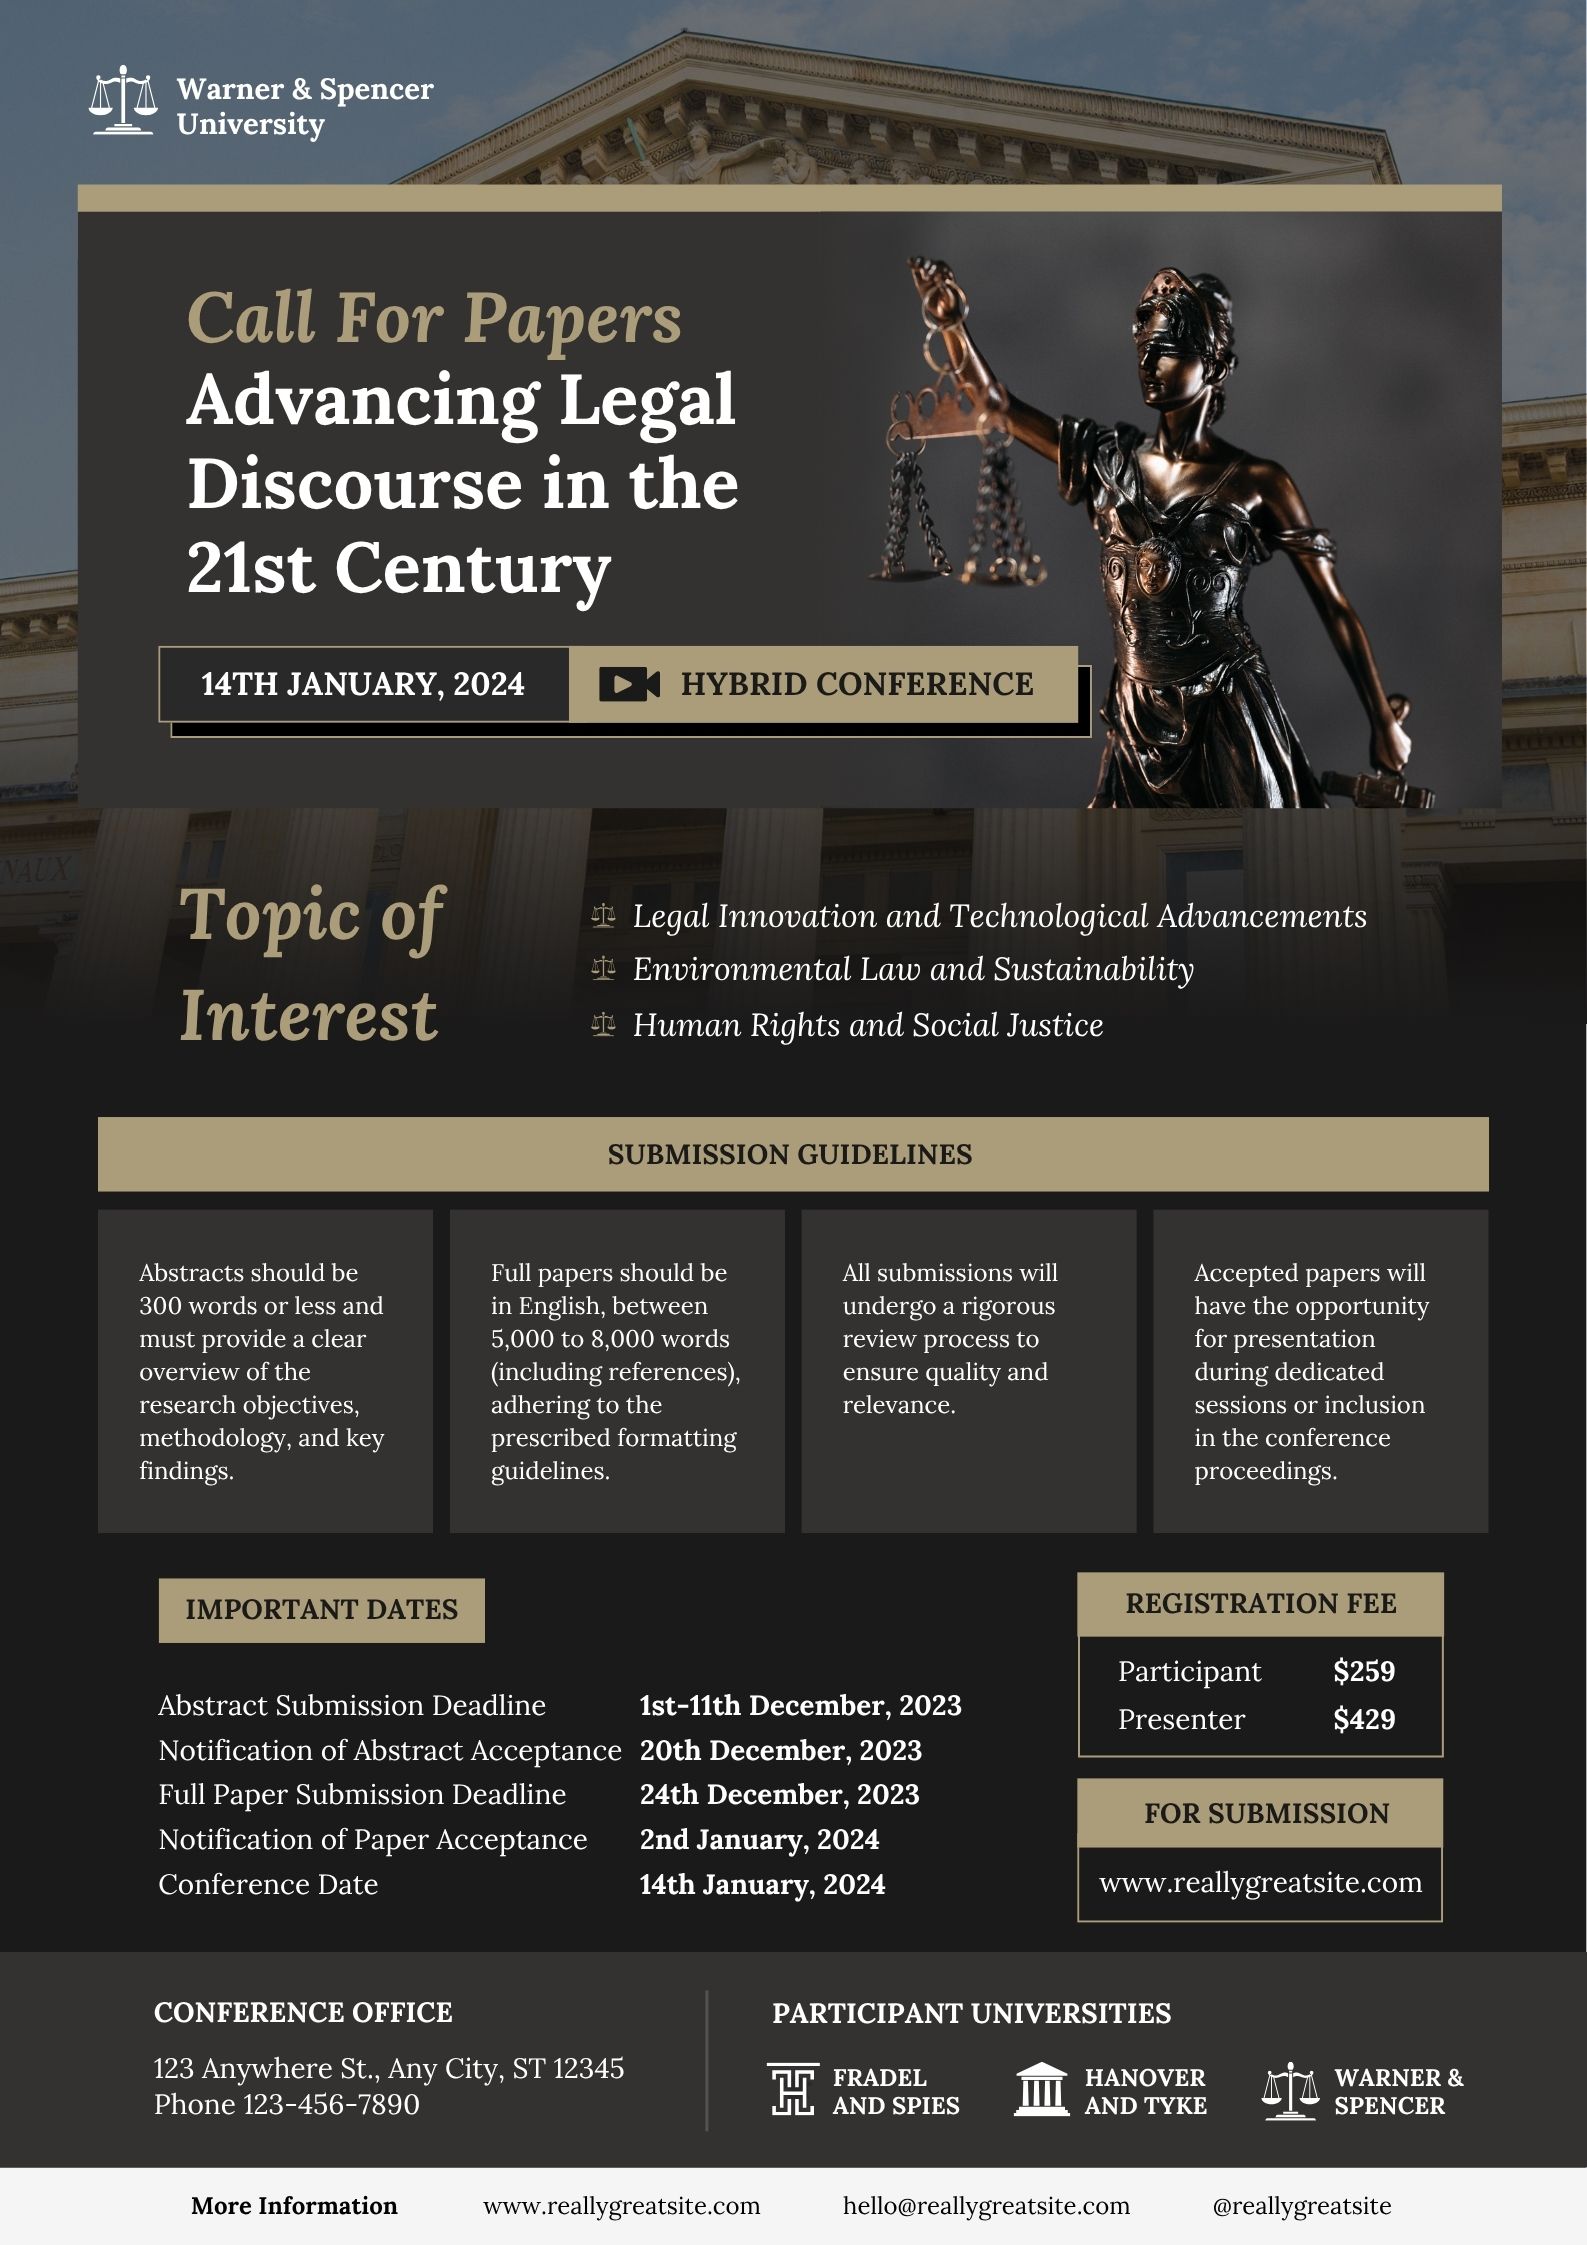 Warner & Spencer
University
Call For Papers
Advancing Legal
Discourse in the
21st Century
14TH JANUARY, 2024
HYBRID CONFERENCE
NAUX
Topic of
Interest
Legal Innovation and Technological Advancements
Environmental Law and Sustainability
Human Rights and Social Justice
SUBMISSION GUIDELINES
Abstracts should be
300 words or less and
must provide a clear
overview of the
research objectives,
methodology, and key
findings.
Full papers should be
in English, between
5,000 to 8,000 words
(including references),
adhering to the
prescribed formatting
guidelines.
All submissions will
undergo a rigorous
review process to
ensure quality and
relevance.
Accepted papers will
have the opportunity
for presentation
during dedicated
sessions or inclusion
in the conference
proceedings.
IMPORTANT DATES
Abstract Submission Deadline 1st-11th December, 2023
Notification of Abstract Acceptance 20th December, 2023
Full Paper Submission Deadline 24th December, 2023
Notification of Paper Acceptance 2nd January, 2024
Conference Date 14th January, 2024
REGISTRATION FEE
Participant $259
Presenter $429
FOR SUBMISSION
www.reallygreatsite.com
CONFERENCE OFFICE
123 Anywhere St., Any City, ST 12345
Phone 123-456-7890
PARTICIPANT UNIVERSITIES
FRADEL
AND SPIES
HANOVER
AND TYKE
WARNER &
SPENCER
More Information www.reallygreatsite.com hello@reallygreatsite.com @reallygreatsite